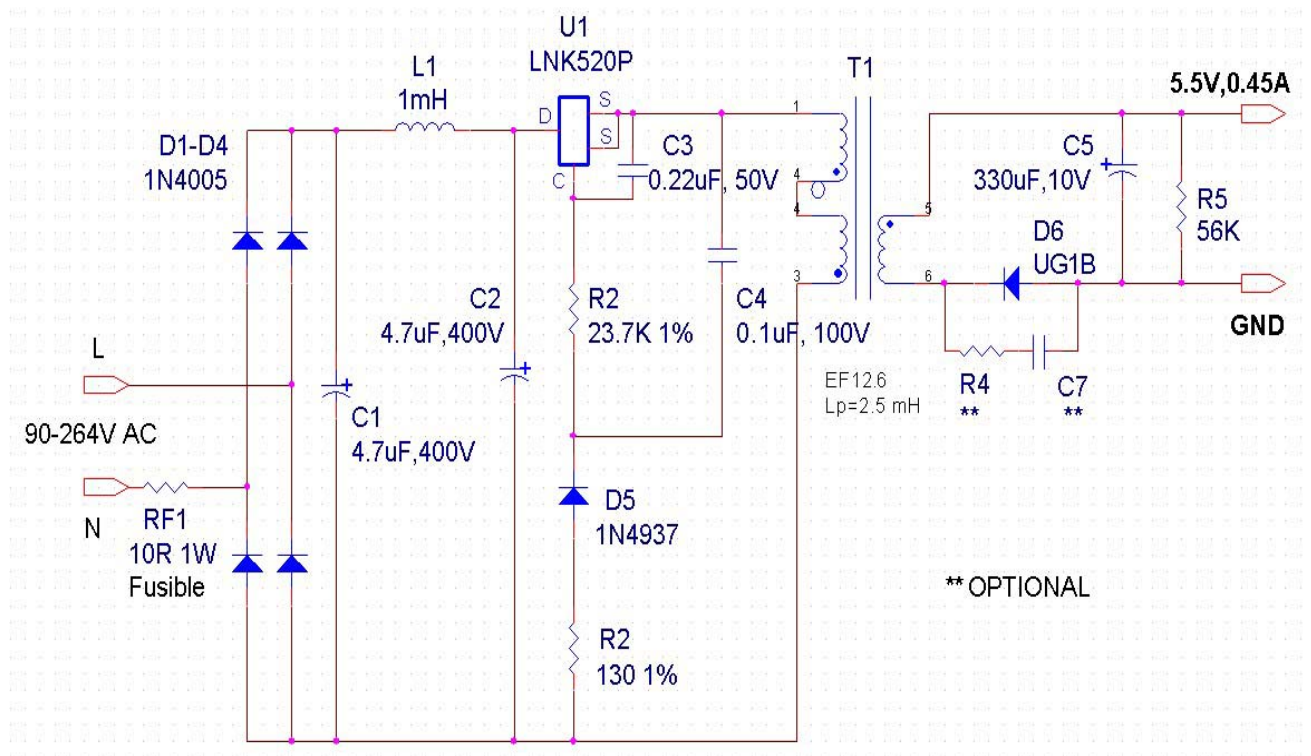 U1
LNK520P
L1
1mH
T1
5.5V,0.45A
D
S
S
C
1
D1-D4
1N4005
C3
0.22uF, 50V
4
4
C5
330uF,10V
R5
56K
5
D6
UG1B
3
6
C2
4.7uF,400V
R2
23.7K 1%
C4
0.1uF, 100V
GND
L
EF12.6
Lp=2.5 mH
R4
**
C7
**
90-264V AC
C1
4.7uF,400V
N
RF1
10R 1W
Fusible
D5
1N4937
** OPTIONAL
R2
130 1%